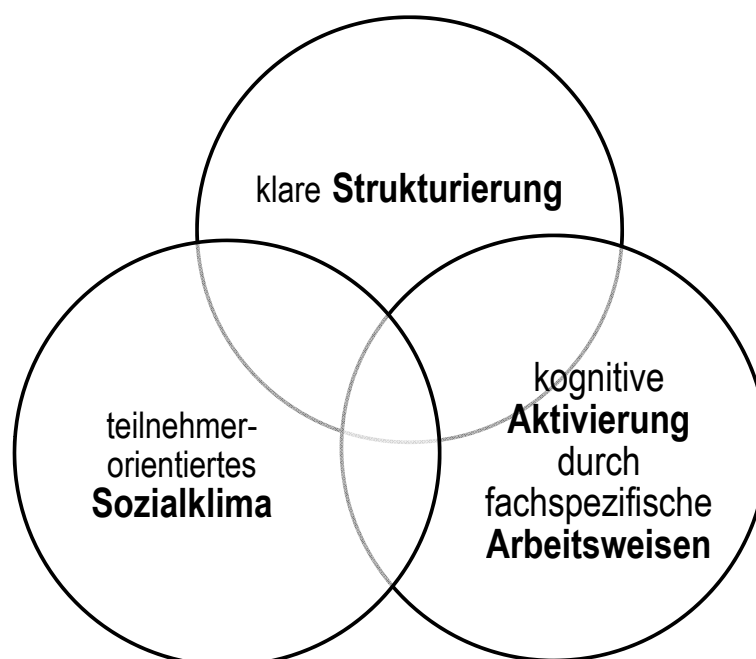 klare Strukturierung
teilnehmer-
orientiertes
Sozialklima
kognitive
Aktivierung
durch
fachspezifische
Arbeitsweisen